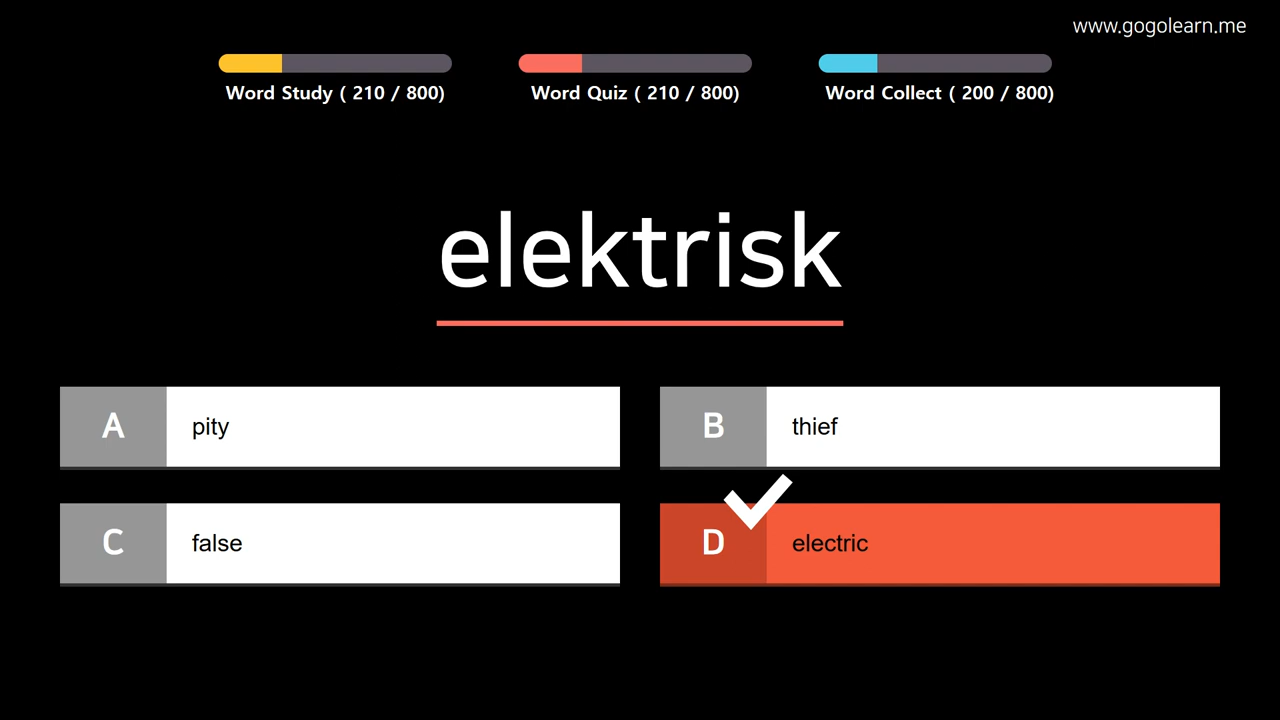 www.gogolearn.me
Word Study ( 210 / 800)
Word Quiz ( 210 / 800)
Word Collect ( 200 / 800)
elektrisk
A pity
B thief
C false
D electric